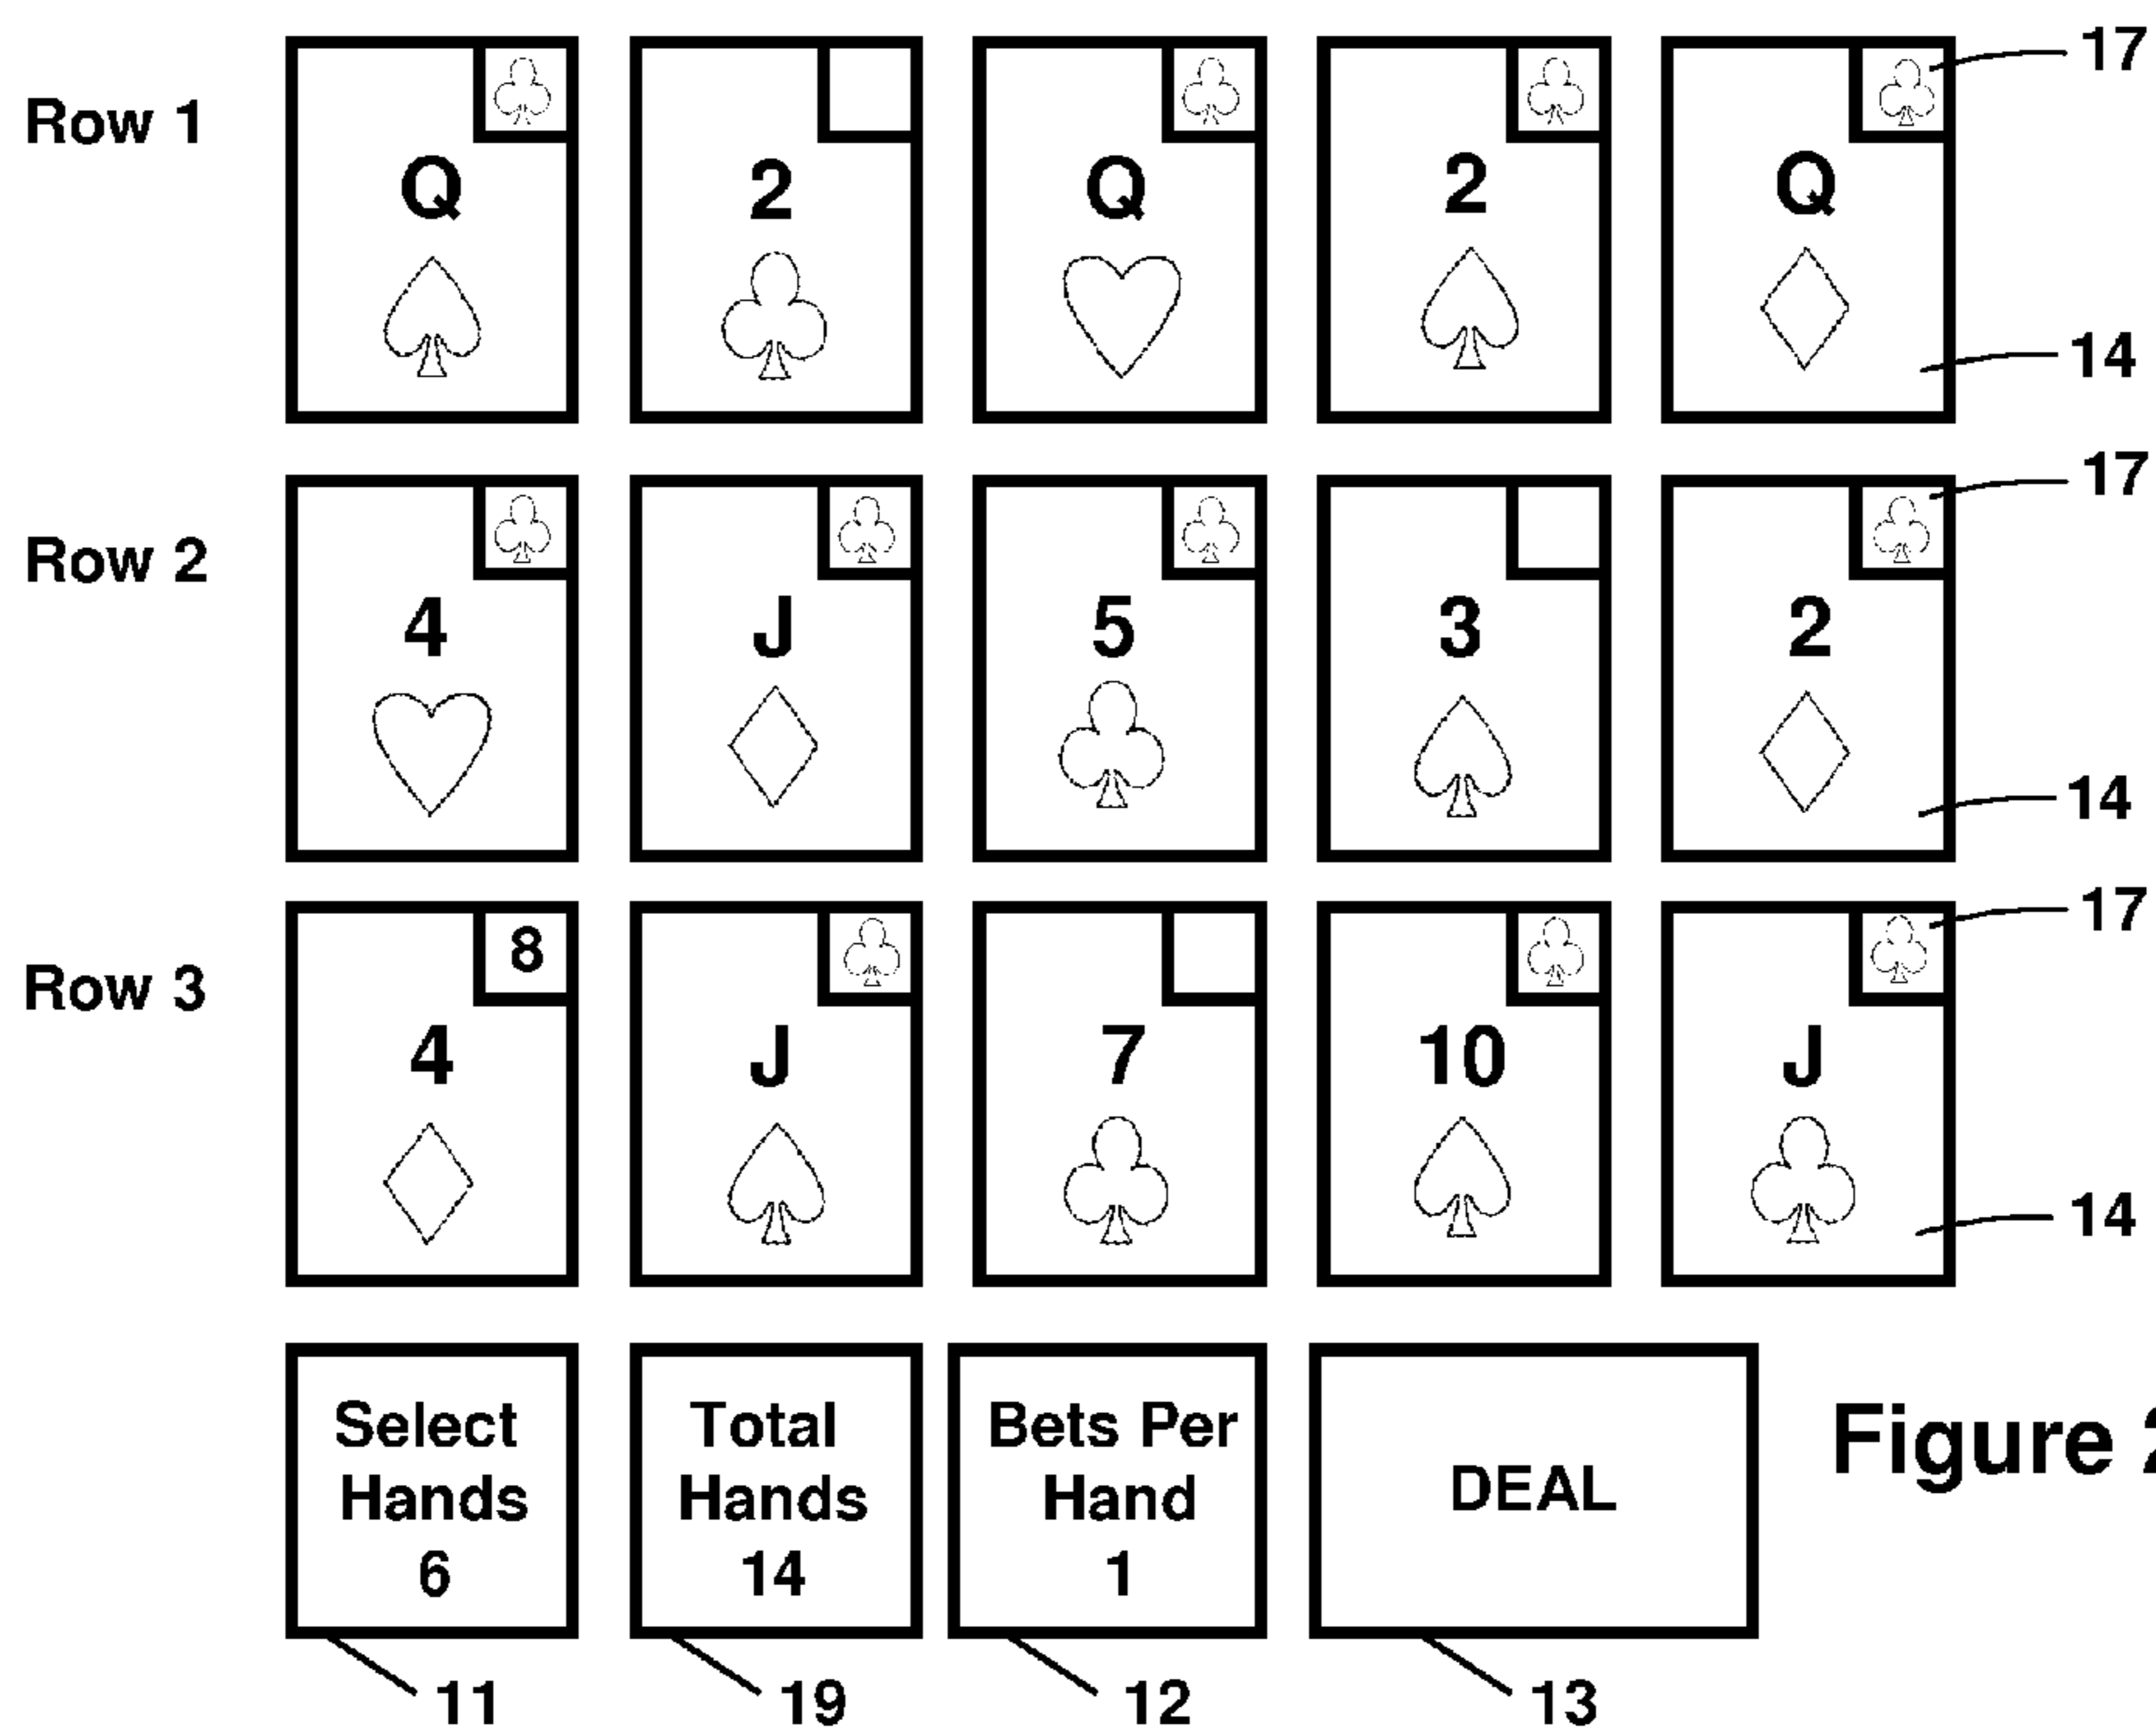 17
Row 1
Q 2 Q 2 Q
14
17
Row 2
4 J 5 3 2
14
17
Row 3
8
4 J 7 10 J
14
Select Hands 6
Total Hands 14
Bets Per Hand 1
DEAL
Figure 2
11 19 12 13